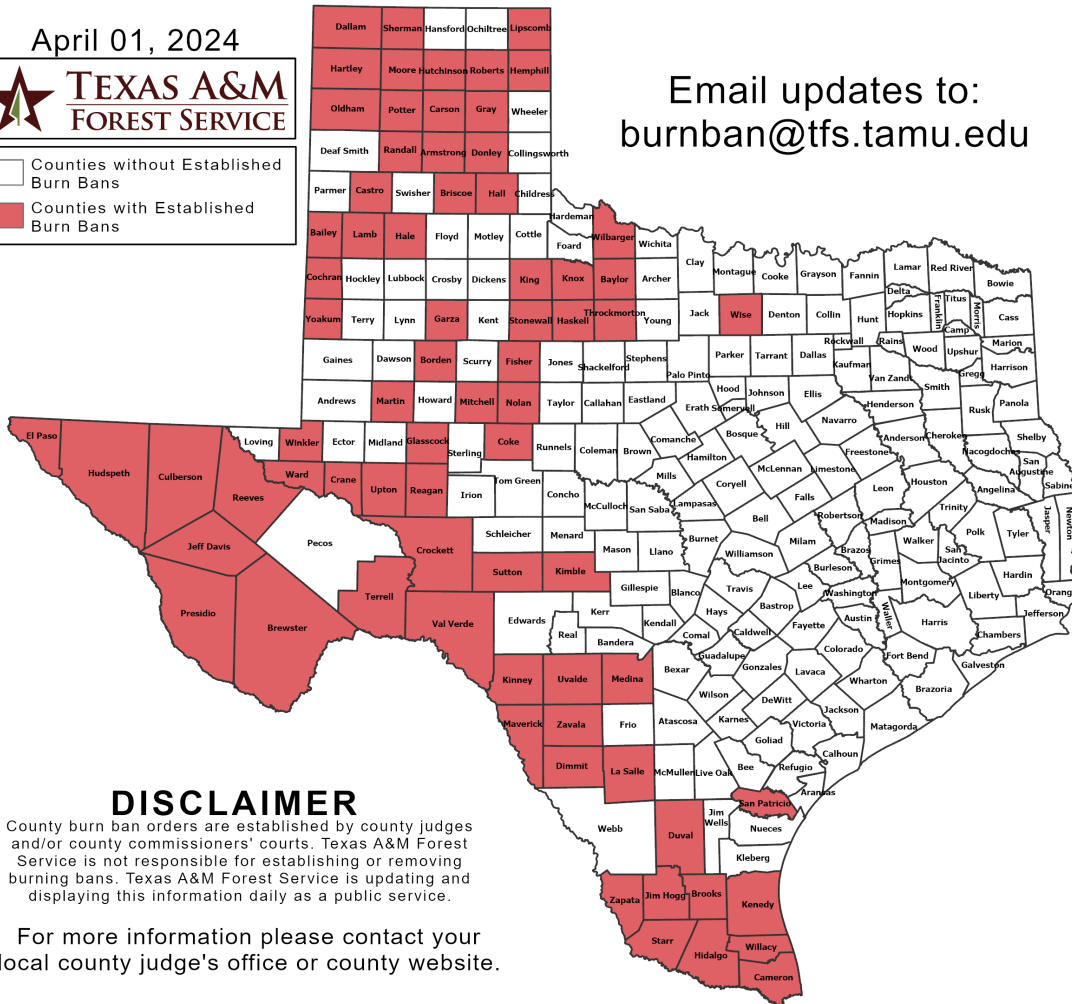 April 01, 2024
TEXAS A&M
FOREST SERVICE
Counties without Established
Burn Bans
Counties with Established
Burn Bans
Email updates to:
burnban@tfs.tamu.edu
Dallam Sherman Hansford Ochiltree Lipscomb
Hartley Moore Hutchinson Roberts Hemphill
Oldham Potter Carson Gray Wheeler
Deaf Smith Randall Armstrong Donley Collingsworth
Parmer Castro Swisher Briscoe Hall Childress
Hardeman
Bailey Lamb Hale Floyd Motley Cottle Foard Wilbarger Wichita
Clay Montague Cooke Grayson Fannin Lamar Red River Bowie
Cochran Hockley Lubbock Crosby Dickens King Knox Baylor Archer
Delta Franklin Titus Morris Cass
Yoakum Terry Lynn Garza Kent Stonewall Haskell Throckmorton Young Jack Wise Denton Collin Hunt Hopkins Camp
Rockwall Rains Wood Upshur Marion
Gaines Dawson Borden Scurry Fisher Jones Shackelford Stephens Palo Pinto Parker Tarrant Dallas Kaufman Van Zandt Smith Gregg Harrison
Andrews Martin Howard Mitchell Nolan Taylor Callahan Eastland Erath Hood Somervell Johnson Ellis Henderson Rusk Panola
El Paso Loving Winkler Ector Midland Glasscock Sterling Coke Runnels Coleman Brown Comanche Bosque Hill Navarro Anderson Cherokee Shelby
Hudspeth Culberson Reeves Ward Crane Upton Reagan Irion Tom Green Concho Mills Hamilton McLennan Limestone Freestone Nacogdoches San
Augustine Sabine
McCulloch San Saba Lampasas Coryell Falls Leon Houston Angelina
Jeff Davis Pecos Crockett Schleicher Menard Bell Robertson Madison Trinity Polk Tyler Jasper Newton
Mason Llano Burnet Williamson Milam Brazos Grimes Walker San
Jacinto
Presidio Brewster Terrell Sutton Kimble Gillespie Blanco Travis Lee Burleson Washington Montgomery Liberty Hardin Orange
Val Verde Edwards Real Kerr Kendall Hays Bastrop Fayette Austin Waller Harris Jefferson
Bandera Comal Caldwell Colorado Fort Bend Chambers
Kinney Uvalde Medina Bexar Guadalupe Gonzales Lavaca Wharton Brazoria Galveston
Maverick Zavala Frio Atascosa Wilson Karnes DeWitt Victoria Jackson Matagorda
Dimmit La Salle McMullen Live Oak Bee Goliad Refugio Calhoun
Aransas
San Patricio
Webb Duval Jim
Wells Nueces
Kleberg
Zapata Jim Hogg Brooks Kenedy
Starr Hidalgo Willacy
Cameron
DISCLAIMER
County burn ban orders are established by county judges
and/or county commissioners' courts. Texas A&M Forest
Service is not responsible for establishing or removing
burning bans. Texas A&M Forest Service is updating and
displaying this information daily as a public service.
For more information please contact your
local county judge's office or county website.